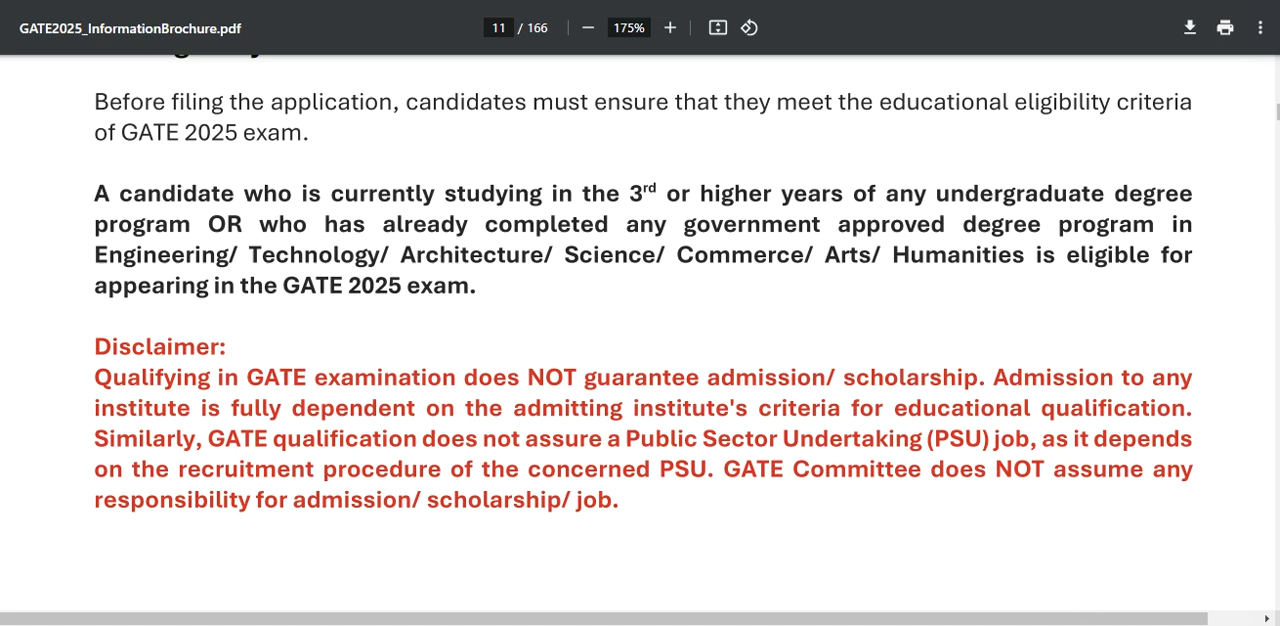 GATE2025_InformationBrochure.pdf
11 / 166
175%
Before filing the application, candidates must ensure that they meet the educational eligibility criteria
of GATE 2025 exam.
A candidate who is currently studying in the 3rd or higher years of any undergraduate degree
program OR who has already completed any government approved degree program in
Engineering/ Technology/ Architecture/ Science/ Commerce/ Arts/ Humanities is eligible for
appearing in the GATE 2025 exam.
Disclaimer:
Qualifying in GATE examination does NOT guarantee admission/ scholarship. Admission to any
institute is fully dependent on the admitting institute's criteria for educational qualification.
Similarly, GATE qualification does not assure a Public Sector Undertaking (PSU) job, as it depends
on the recruitment procedure of the concerned PSU. GATE Committee does NOT assume any
responsibility for admission/ scholarship/ job.